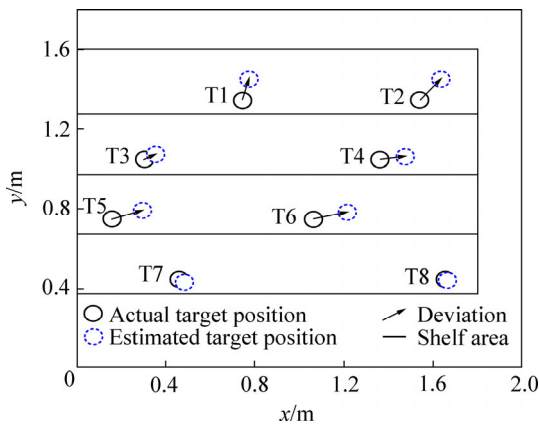 1.6
T1 T2
1.2
T3 T4
y/m
0.8
T5 T6
T7 T8
0.4
Actual target position Deviation
Estimated target position Shelf area
0 0.4 0.8 1.2 1.6 2.0
x/m